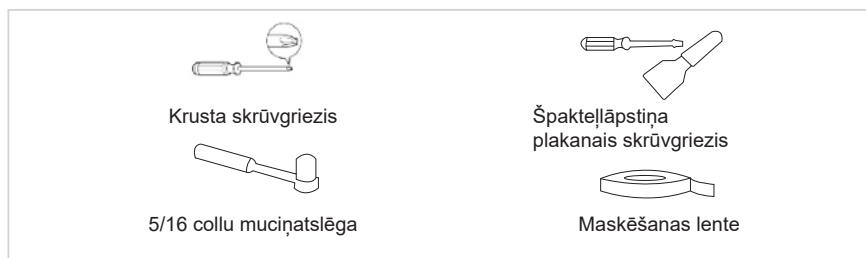 Krusta skrūvgriezis
Špakteļlāpstiņa
plakanais skrūvgriezis
5/16 collu muciņatslēga
Maskēšanas lente